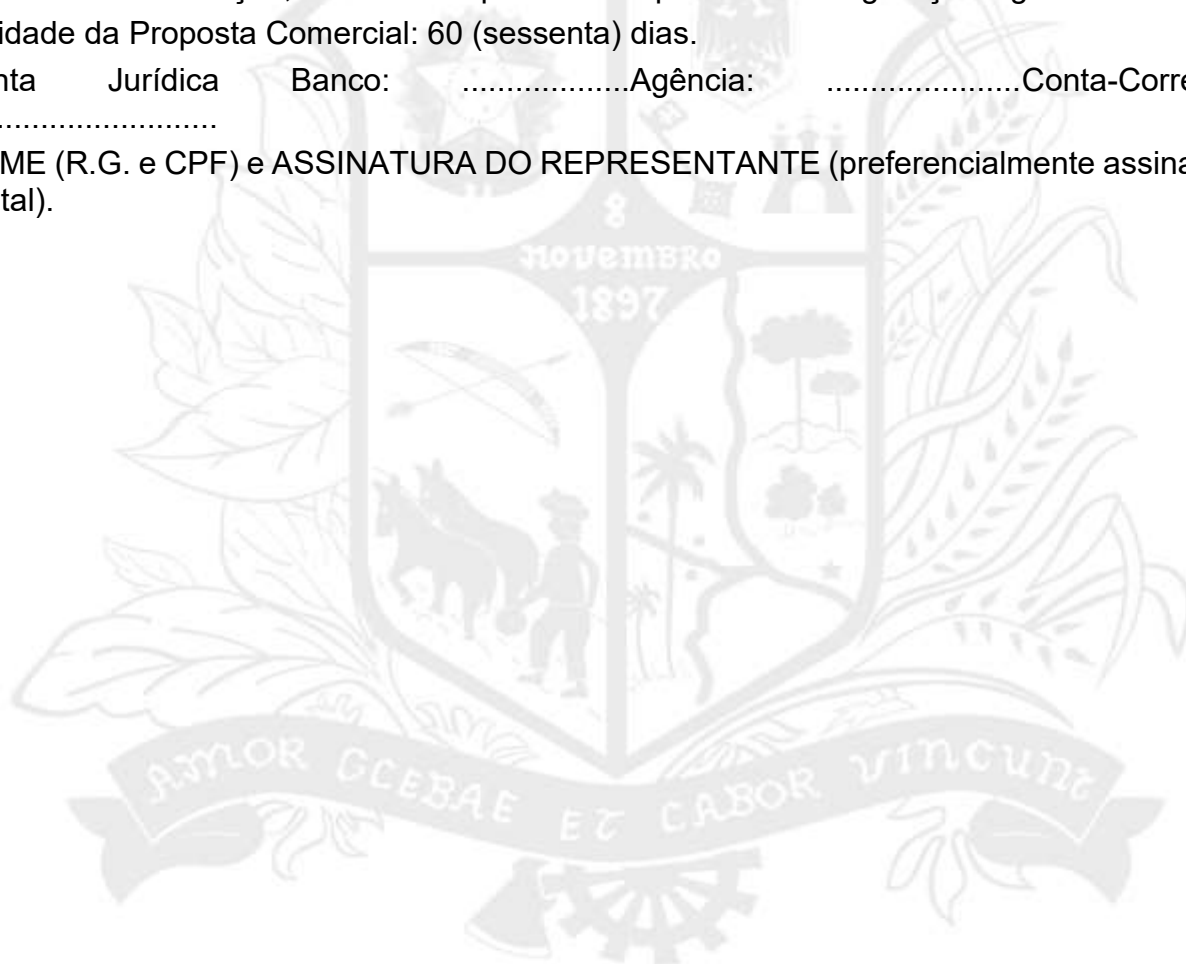 idade da Proposta Comercial: 60 (sessenta) dias.
nta Jurídica Banco: ...................Agência: ......................Conta-Corre
.........................
ME (R.G. e CPF) e ASSINATURA DO REPRESENTANTE (preferencialmente assina
tal).
8
NOVEMBRO
1897
AMOR GLEBAE ET LABOR VINCUNT